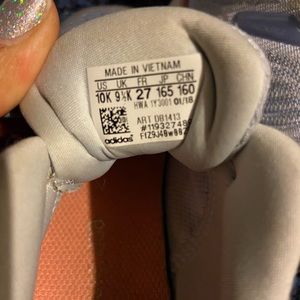 MADE IN VIETNAM
US UK FR JP CHN
10K 9½K 27 165 160
HWA 1Y3001 01/18
ART DB1413
adidas